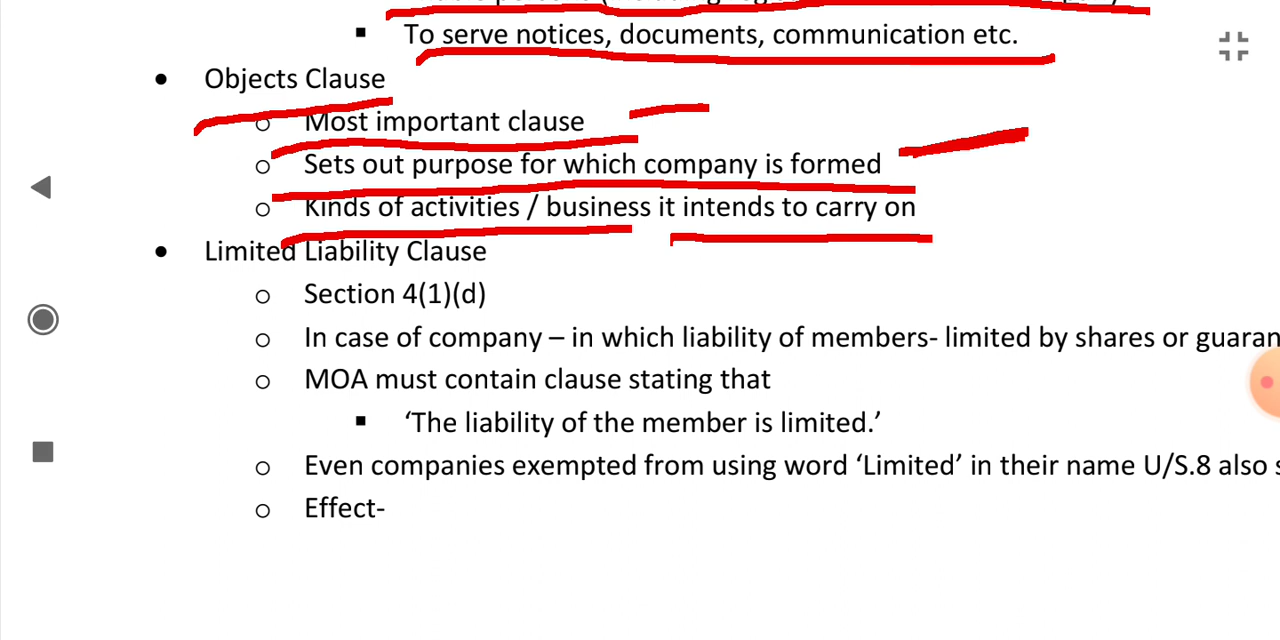 To serve notices, documents, communication etc.
Objects Clause
Most important clause
Sets out purpose for which company is formed
Kinds of activities / business it intends to carry on
Limited Liability Clause
Section 4(1)(d)
In case of company – in which liability of members- limited by shares or
MOA must contain clause stating that
‘The liability of the member is limited.’
Even companies exempted from using word ‘Limited’ in their name U/S.8 also
Effect-